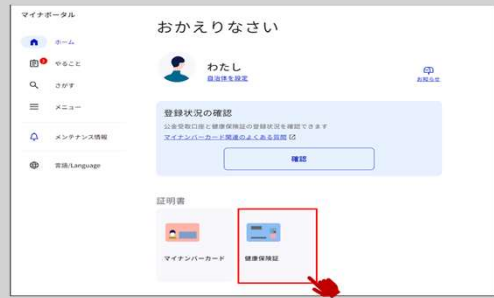 マイナポータル
おかえりなさい
ホーム
やること
さがす
メニュー
メンテナンス情報
言語/Language
わたし
自治体を設定
お知らせ
登録状況の確認
公金受取口座と健康保険証の登録状況を確認できます
マイナンバーカード関連のよくある質問
確認
証明書
マイナンバーカード
健康保険証